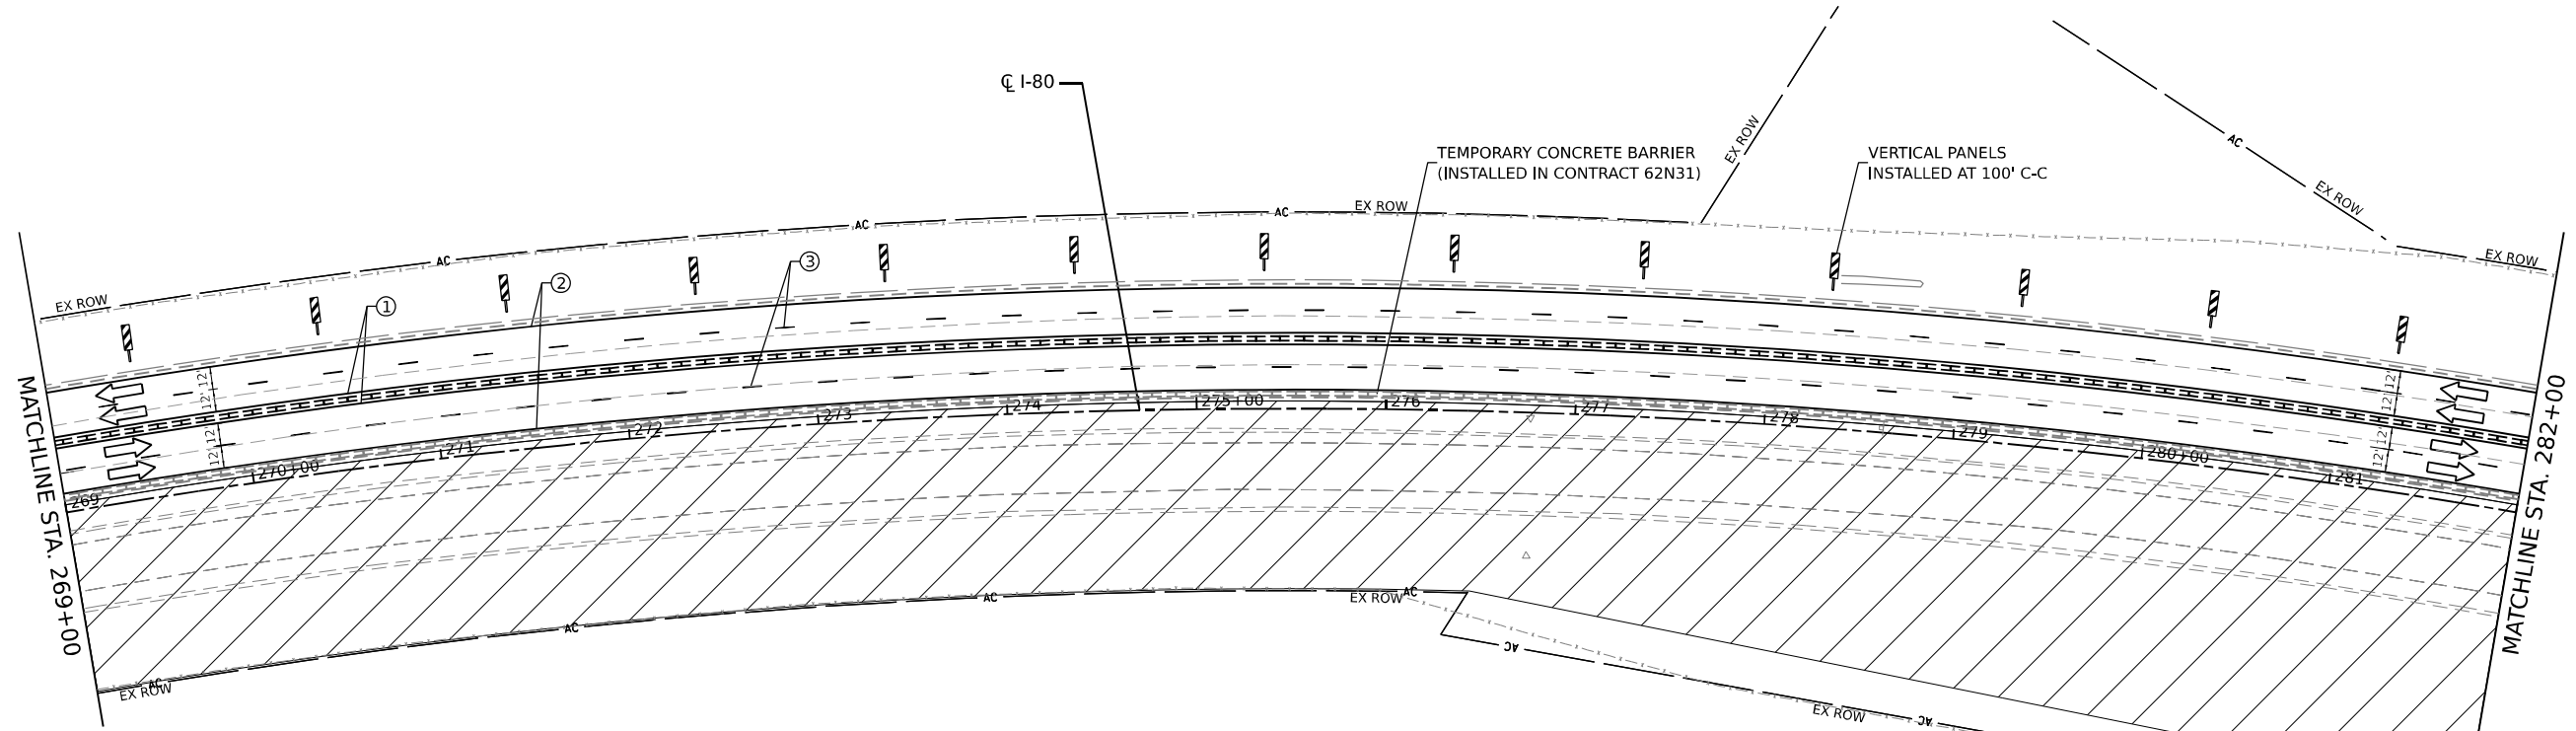 ℄ I-80
TEMPORARY CONCRETE BARRIER
(INSTALLED IN CONTRACT 62N31)
VERTICAL PANELS
INSTALLED AT 100' C-C
EX ROW
AC
EX ROW
EX ROW
AC
AC
AC
EX ROW
EX ROW
①
②
③
MATCHLINE STA. 269+00
12'
12'
12'
12'
12'
12'
12'
12'
MATCHLINE STA. 282+00
269
270+00
271
272
273
274
275+00
276
277
278
279
280+00
281
EX ROW
AC
AC
AC
EX ROW
AC
AC
EX ROW
AC